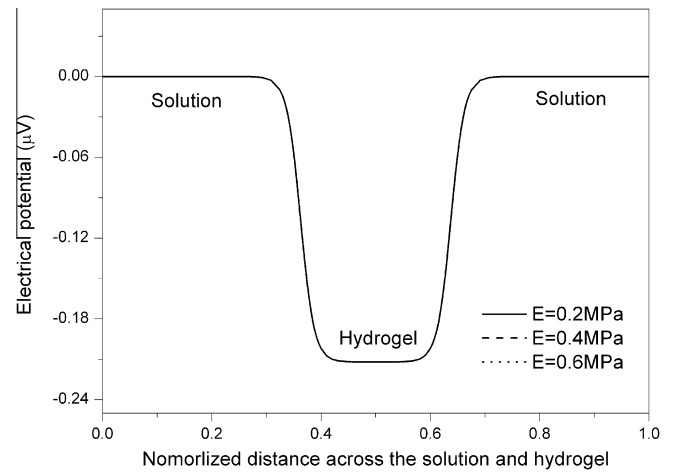 Electrical potential (μV)
0.00
-0.06
-0.12
-0.18
-0.24
Solution
Solution
Hydrogel
E=0.2MPa
E=0.4MPa
E=0.6MPa
0.0 0.2 0.4 0.6 0.8 1.0
Nomorlized distance across the solution and hydrogel